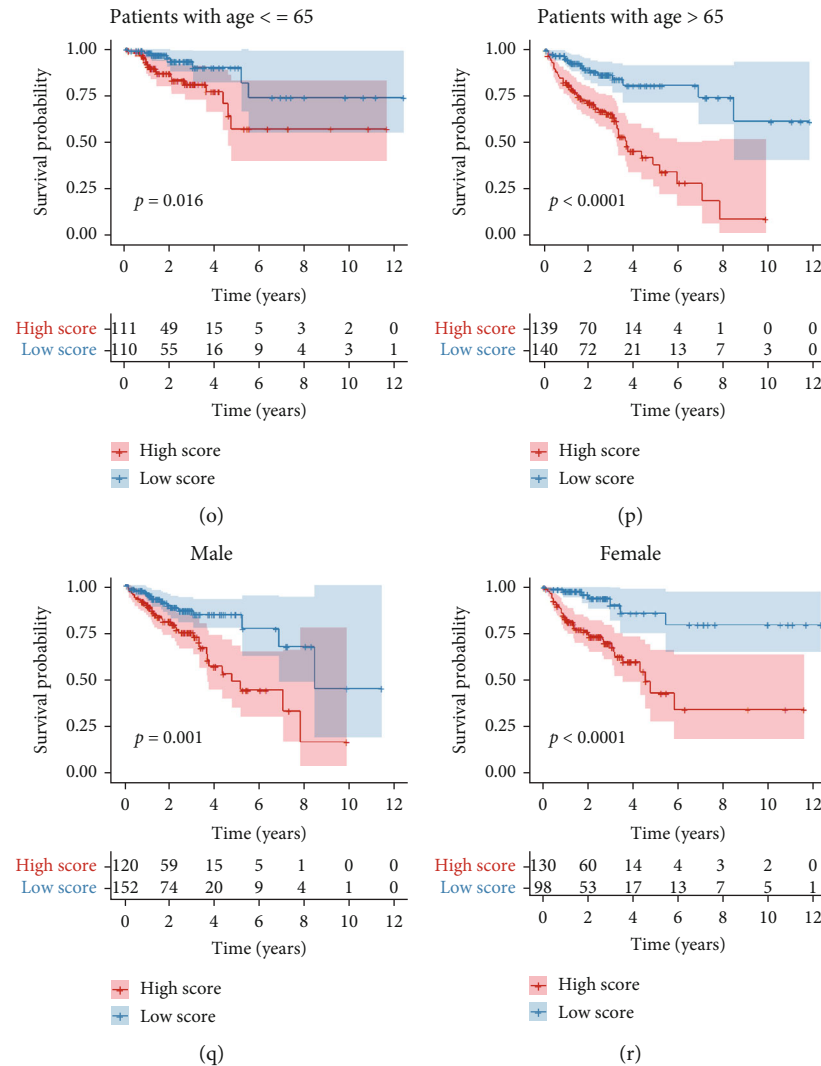 Patients with age < = 65
Survival probability
1.00
0.75
0.50
0.25
0.00
p = 0.016
0 2 4 6 8 10 12
Time (years)
High score 111 49 15 5 3 2 0
Low score 110 55 16 9 4 3 1
0 2 4 6 8 10 12
Time (years)
High score
Low score
(o)
Patients with age > 65
Survival probability
1.00
0.75
0.50
0.25
0.00
p < 0.0001
0 2 4 6 8 10 12
Time (years)
High score 139 70 14 4 1 0 0
Low score 140 72 21 13 7 3 0
0 2 4 6 8 10 12
Time (years)
High score
Low score
(p)
Male
Survival probability
1.00
0.75
0.50
0.25
0.00
p = 0.001
0 2 4 6 8 10 12
Time (years)
High score 120 59 15 5 1 0 0
Low score 152 74 20 9 4 1 0
0 2 4 6 8 10 12
Time (years)
High score
Low score
(q)
Female
Survival probability
1.00
0.75
0.50
0.25
0.00
p < 0.0001
0 2 4 6 8 10 12
Time (years)
High score 130 60 14 4 3 2 0
Low score 98 53 17 13 7 5 1
0 2 4 6 8 10 12
Time (years)
High score
Low score
(r)